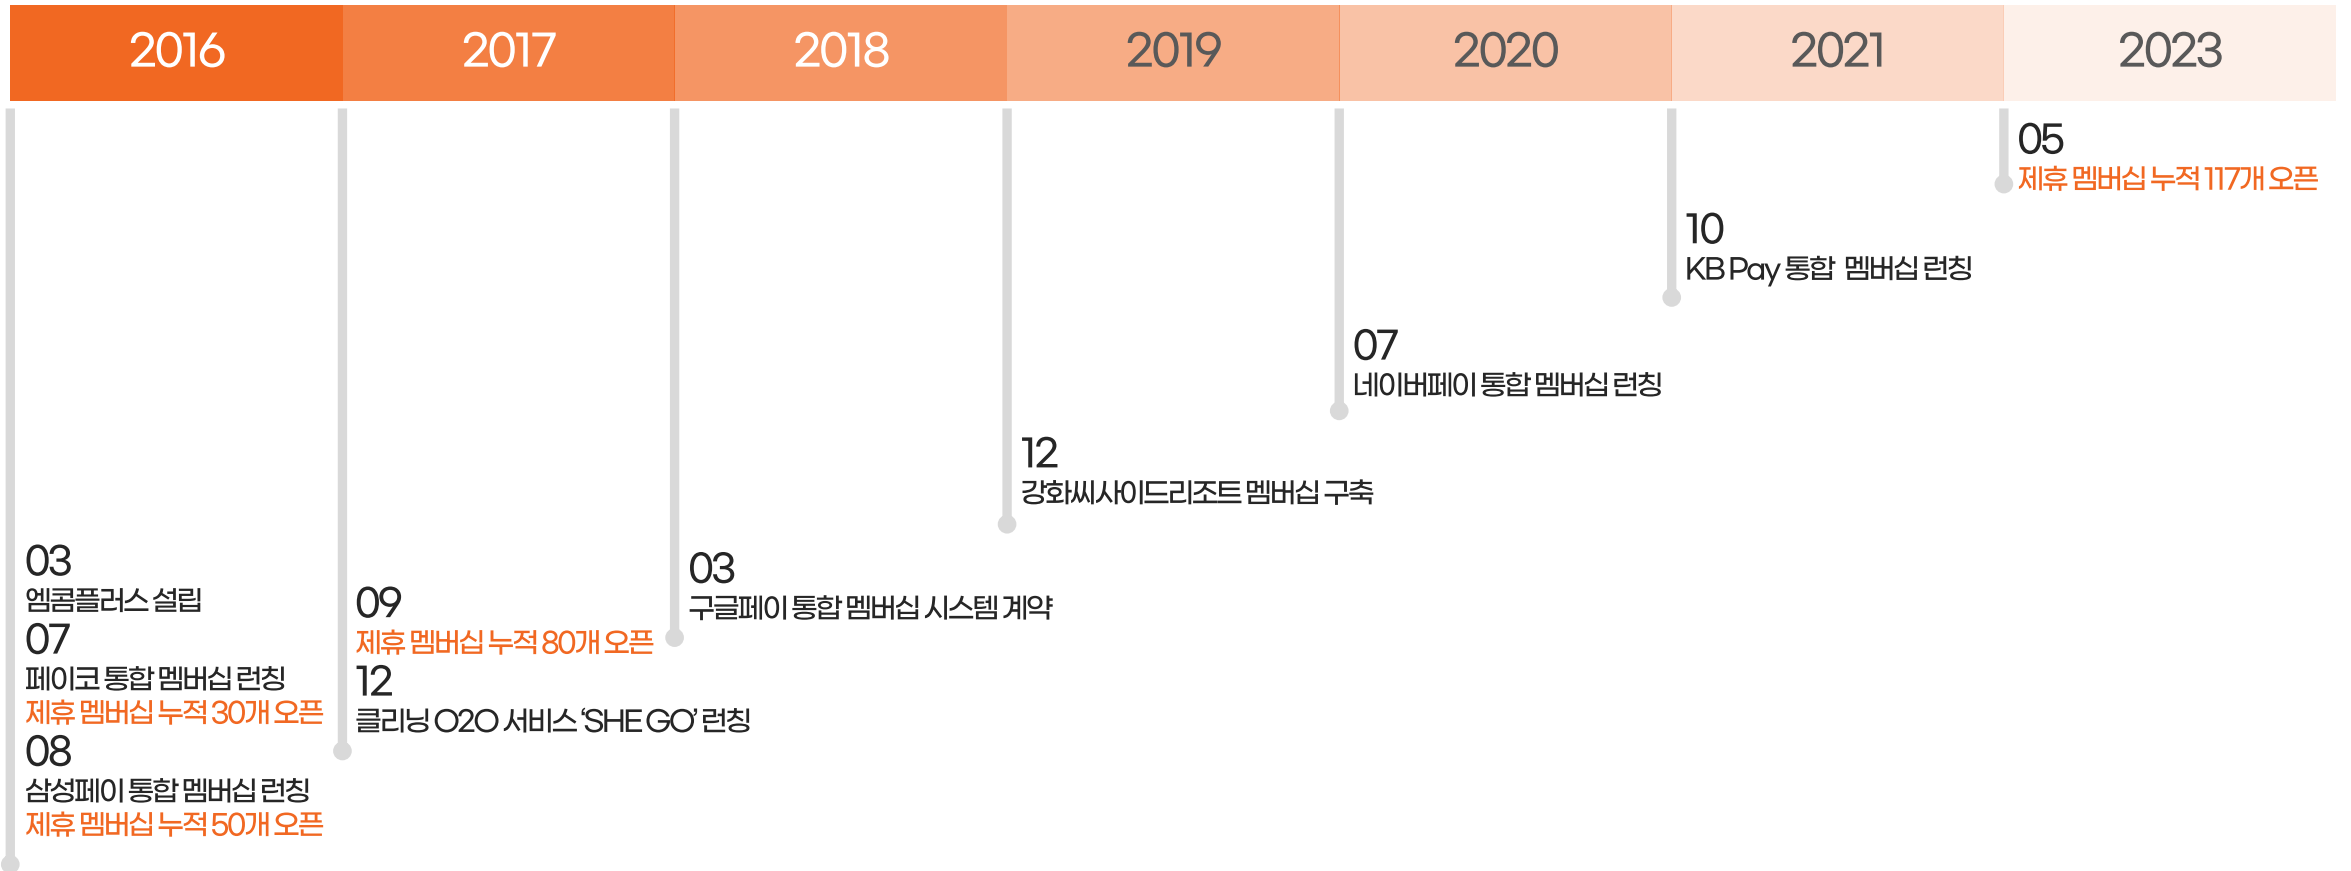 2016
2017
2018
2019
2020
2021
2023
03
엠콤플러스 설립
07
페이코 통합 멤버십 런칭
제휴 멤버십 누적 30개 오픈
08
삼성페이 통합 멤버십 런칭
제휴 멤버십 누적 50개 오픈
09
제휴 멤버십 누적 80개 오픈
12
클리닝 O2O 서비스 ‘SHE GO’ 런칭
03
구글페이 통합 멤버십 시스템 계약
12
강화씨사이드리조트 멤버십 구축
07
네이버페이 통합 멤버십 런칭
10
KB Pay 통합 멤버십 런칭
05
제휴 멤버십 누적 117개 오픈